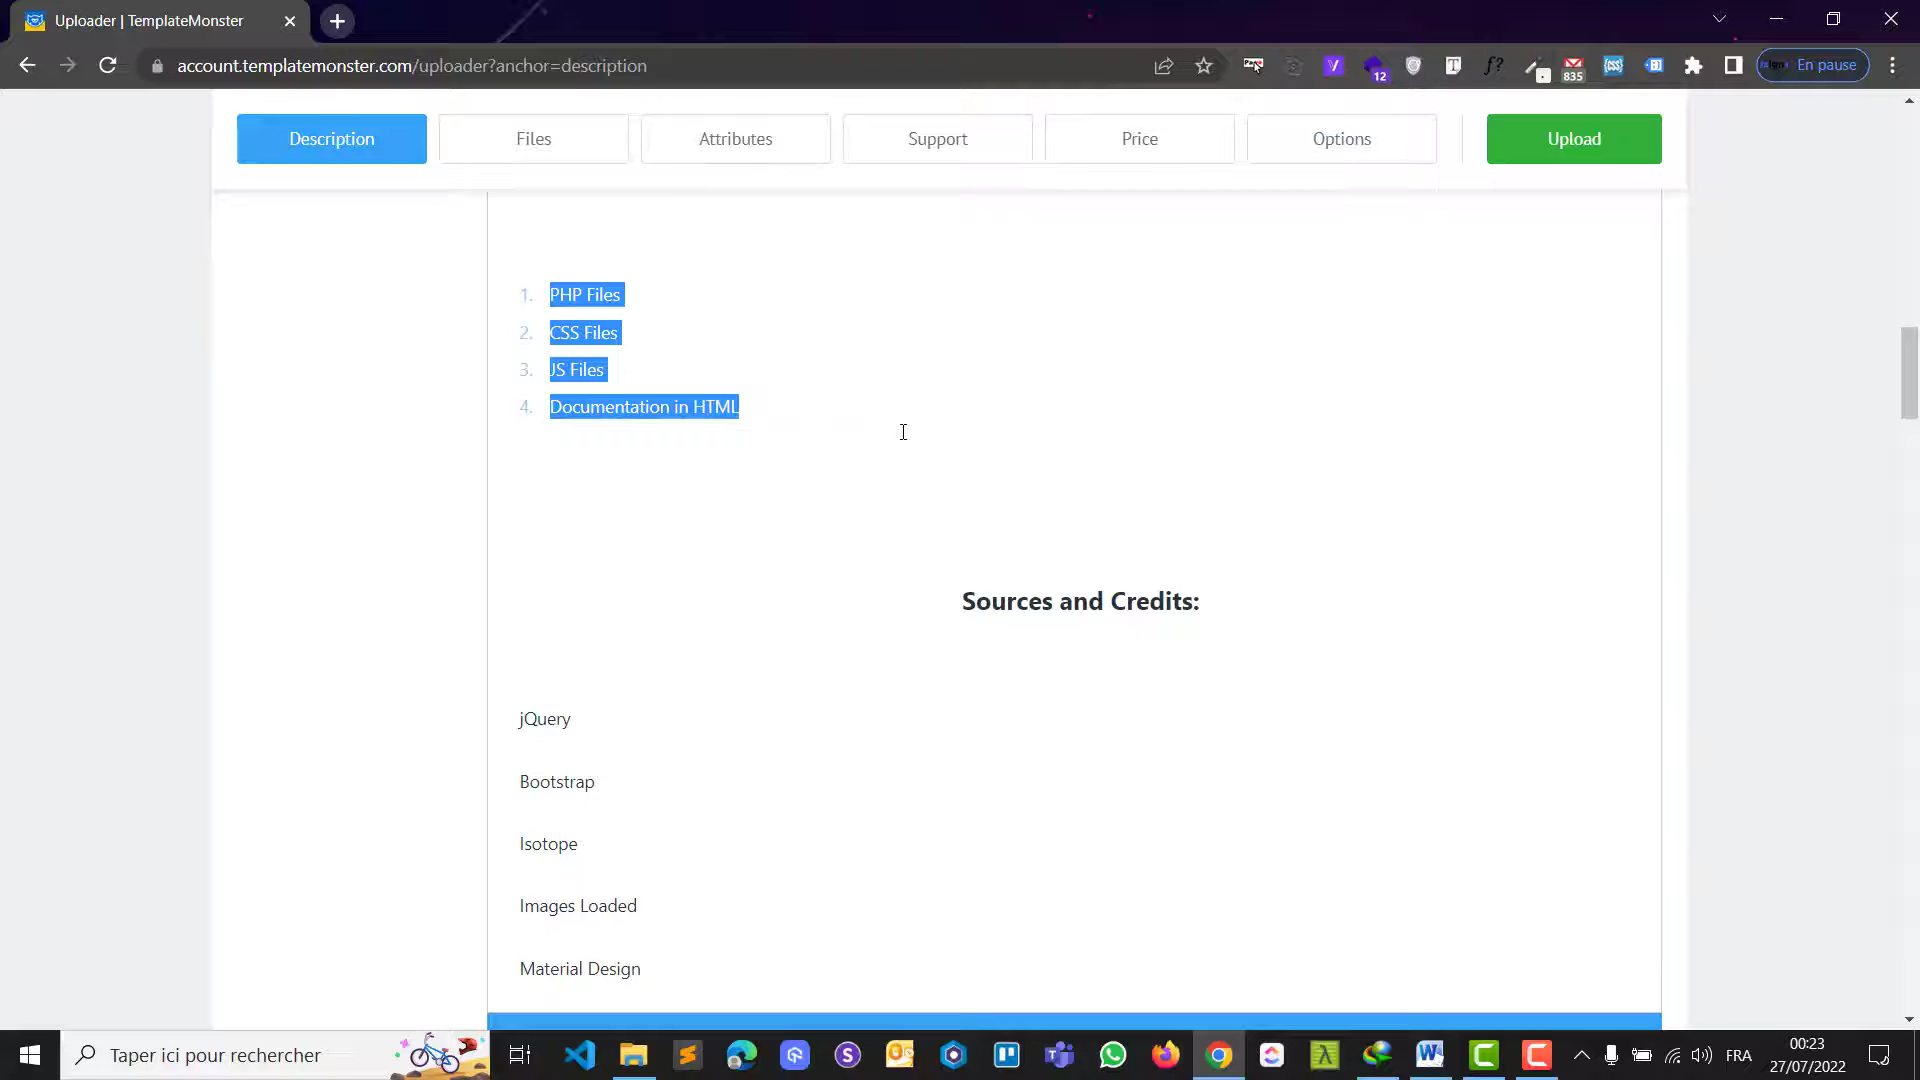 Uploader | TemplateMonster
account.templatemonster.com/uploader?anchor=description
12
835
En pause
Description
Files
Attributes
Support
Price
Options
Upload
1. PHP Files
2. CSS Files
3. JS Files
4. Documentation in HTML
Sources and Credits:
jQuery
Bootstrap
Isotope
Images Loaded
Material Design
Taper ici pour rechercher
FRA
00:23
27/07/2022